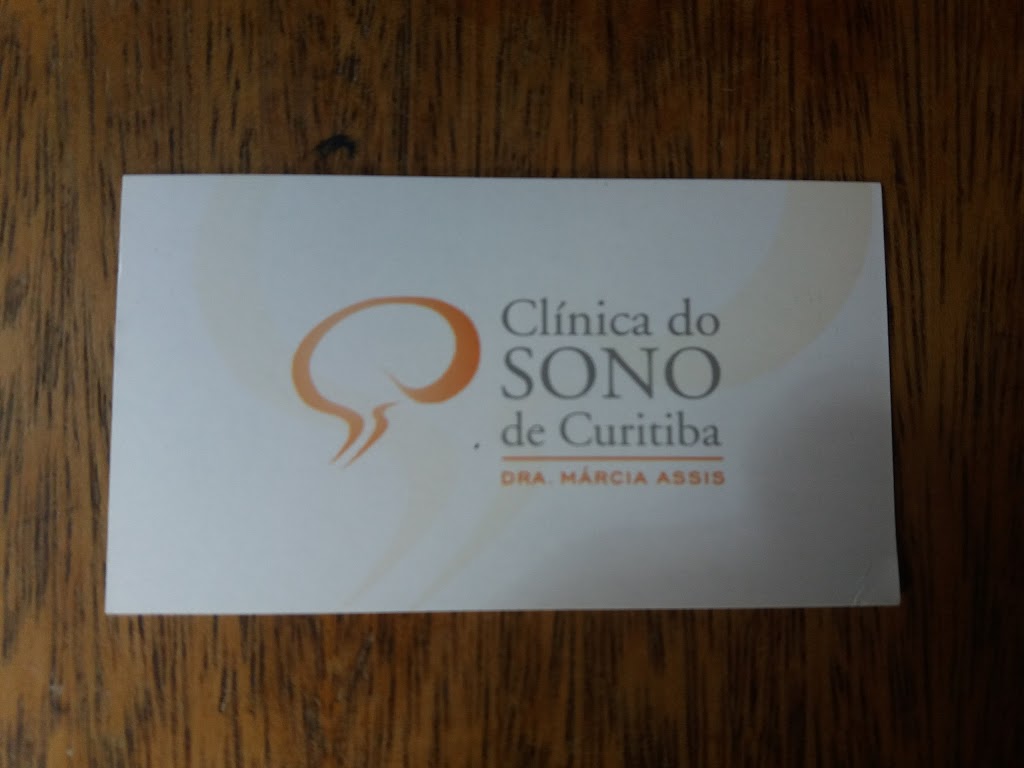 Clínica do
SONO
de Curitiba
DRA. MÁRCIA ASSIS